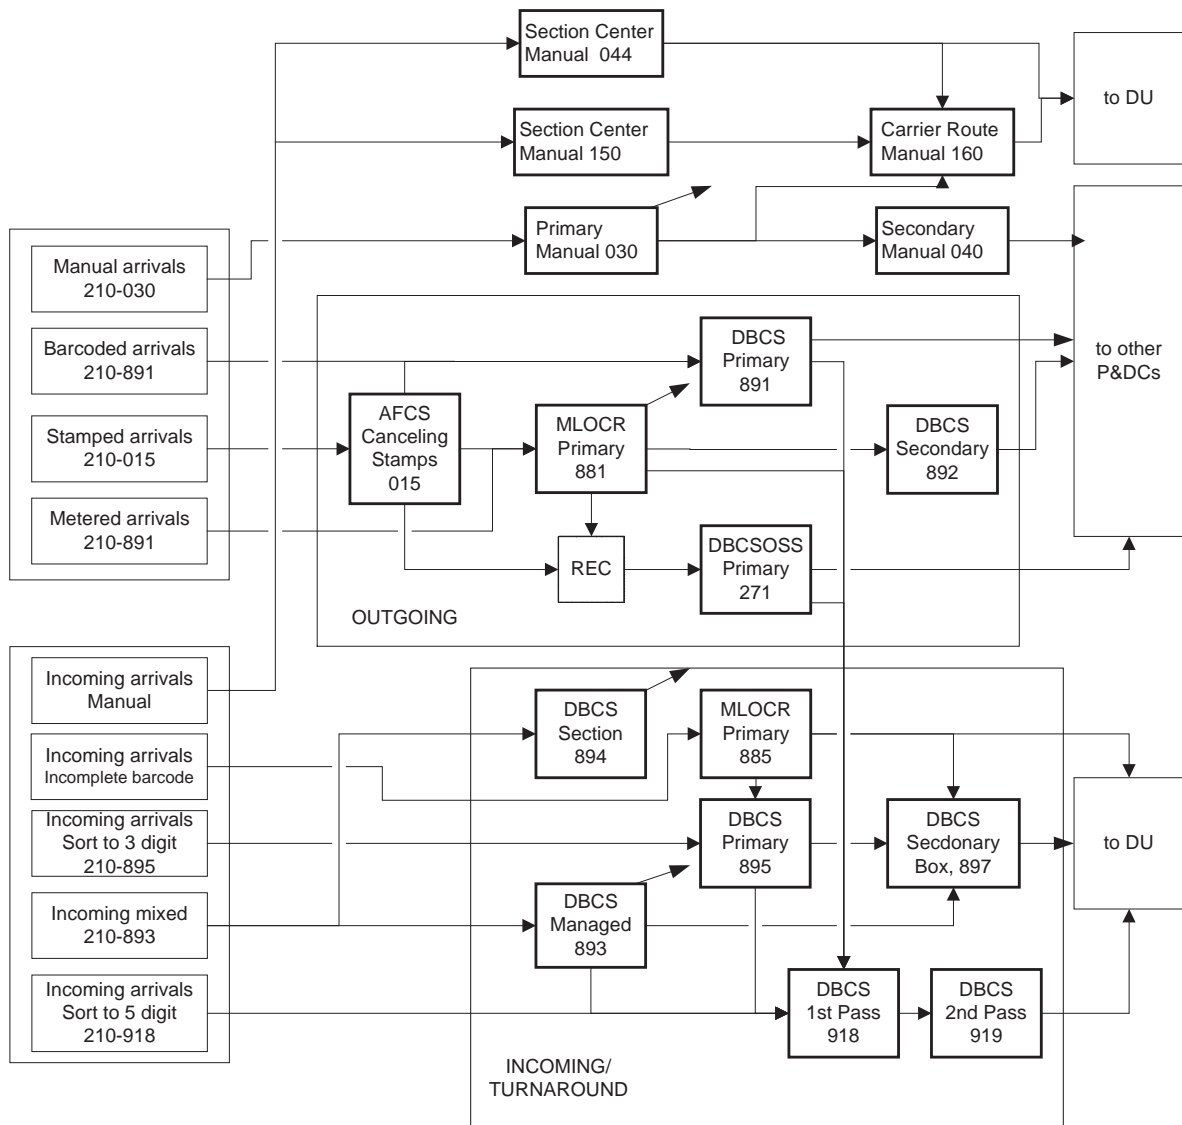 Section Center
Manual 044
to DU
Section Center
Manual 150
Carrier Route
Manual 160
Primary
Manual 030
Secondary
Manual 040
Manual arrivals
210-030
Barcoded arrivals
210-891
Stamped arrivals
210-015
Metered arrivals
210-891
AFCS
Canceling
Stamps
015
MLOCR
Primary
881
DBCS
Primary
891
DBCS
Secondary
892
REC
DBCSOSS
Primary
271
OUTGOING
to other
P&DCs
Incoming arrivals
Manual
Incoming arrivals
Incomplete barcode
Incoming arrivals
Sort to 3 digit
210-895
Incoming mixed
210-893
Incoming arrivals
Sort to 5 digit
210-918
DBCS
Section
894
MLOCR
Primary
885
DBCS
Primary
895
DBCS
Secdonary
Box, 897
to DU
DBCS
Managed
893
DBCS
1st Pass
918
DBCS
2nd Pass
919
INCOMING/
TURNAROUND